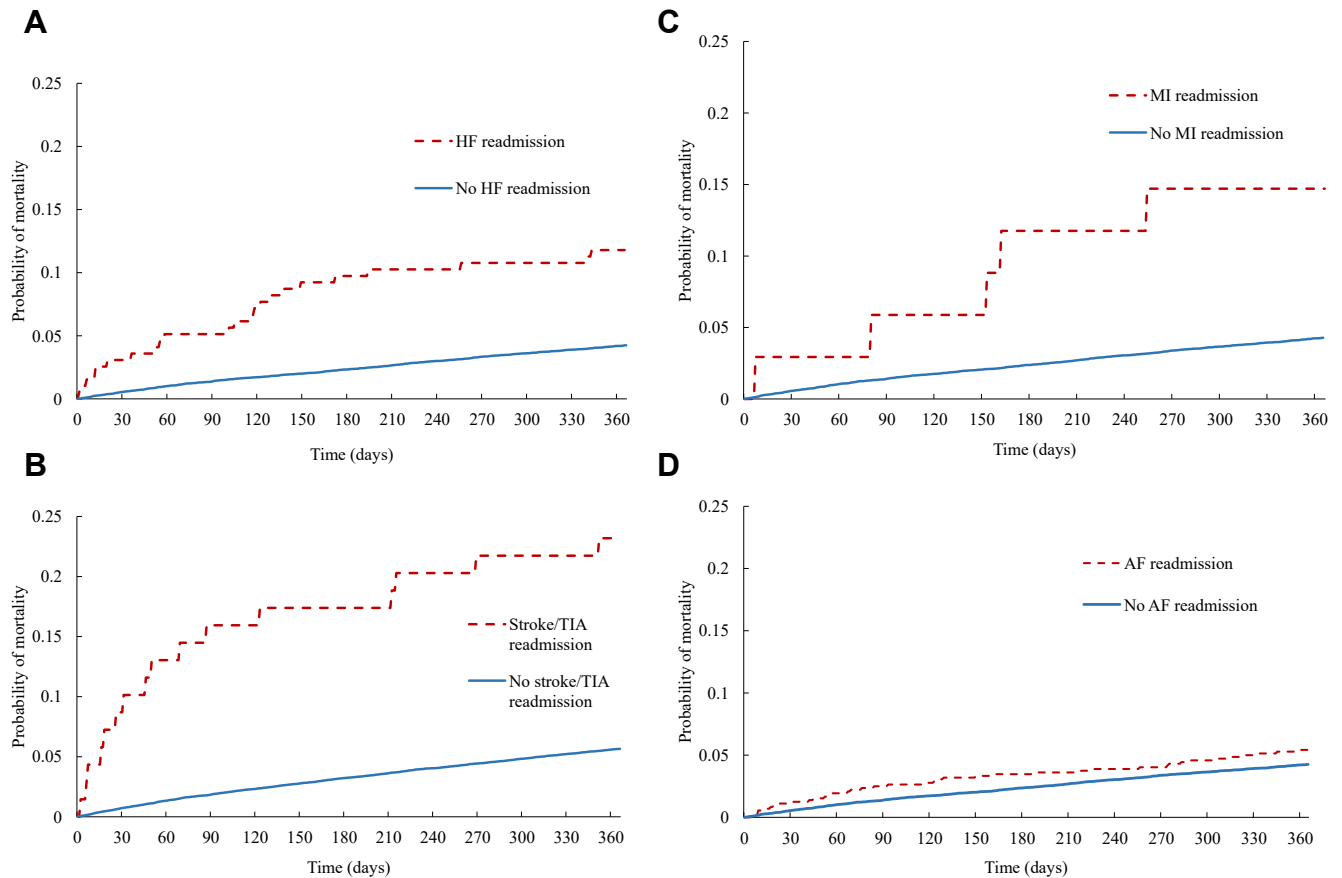 A
0.25
0.2
0.15
0.1
0.05
0
0 30 60 90 120 150 180 210 240 270 300 330 360
Probability of mortality
Time (days)
HF readmission
No HF readmission
B
0.25
0.2
0.15
0.1
0.05
0
0 30 60 90 120 150 180 210 240 270 300 330 360
Probability of mortality
Time (days)
Stroke/TIA
readmission
No stroke/TIA
readmission
C
0.25
0.2
0.15
0.1
0.05
0
0 30 60 90 120 150 180 210 240 270 300 330 360
Probability of mortality
Time (days)
MI readmission
No MI readmission
D
0.25
0.2
0.15
0.1
0.05
0
0 30 60 90 120 150 180 210 240 270 300 330 360
Probability of mortality
Time (days)
AF readmission
No AF readmission